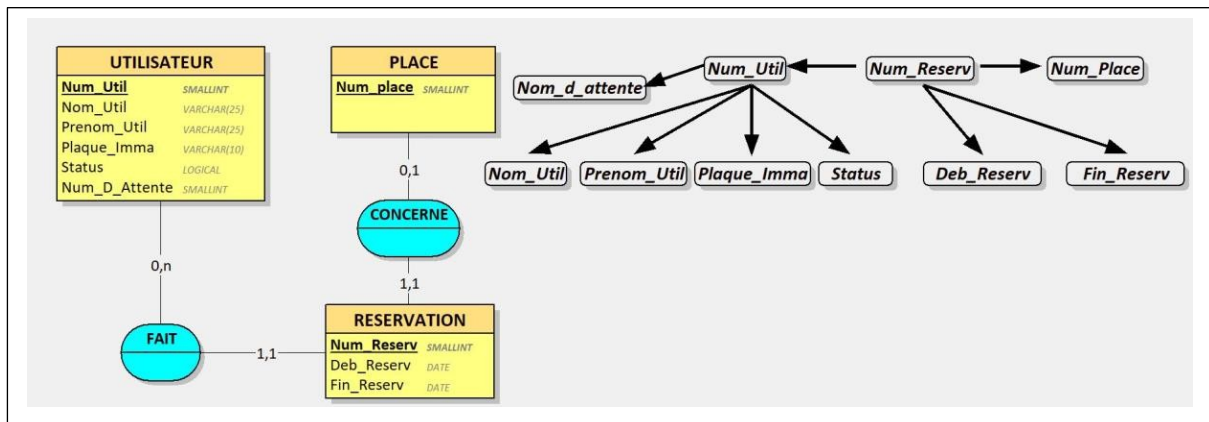 UTILISATEUR
Num_Util SMALLINT
Nom_Util VARCHAR(25)
Prenom_Util VARCHAR(25)
Plaque_Imma VARCHAR(10)
Status LOGICAL
Num_D_Attente SMALLINT
PLACE
Num_place SMALLINT
0,1
CONCERNE
1,1
0,n
FAIT
1,1
RESERVATION
Num_Reserv SMALLINT
Deb_Reserv DATE
Fin_Reserv DATE
Nom_d_attente
Num_Util
Num_Reserv
Num_Place
Nom_Util
Prenom_Util
Plaque_Imma
Status
Deb_Reserv
Fin_Reserv